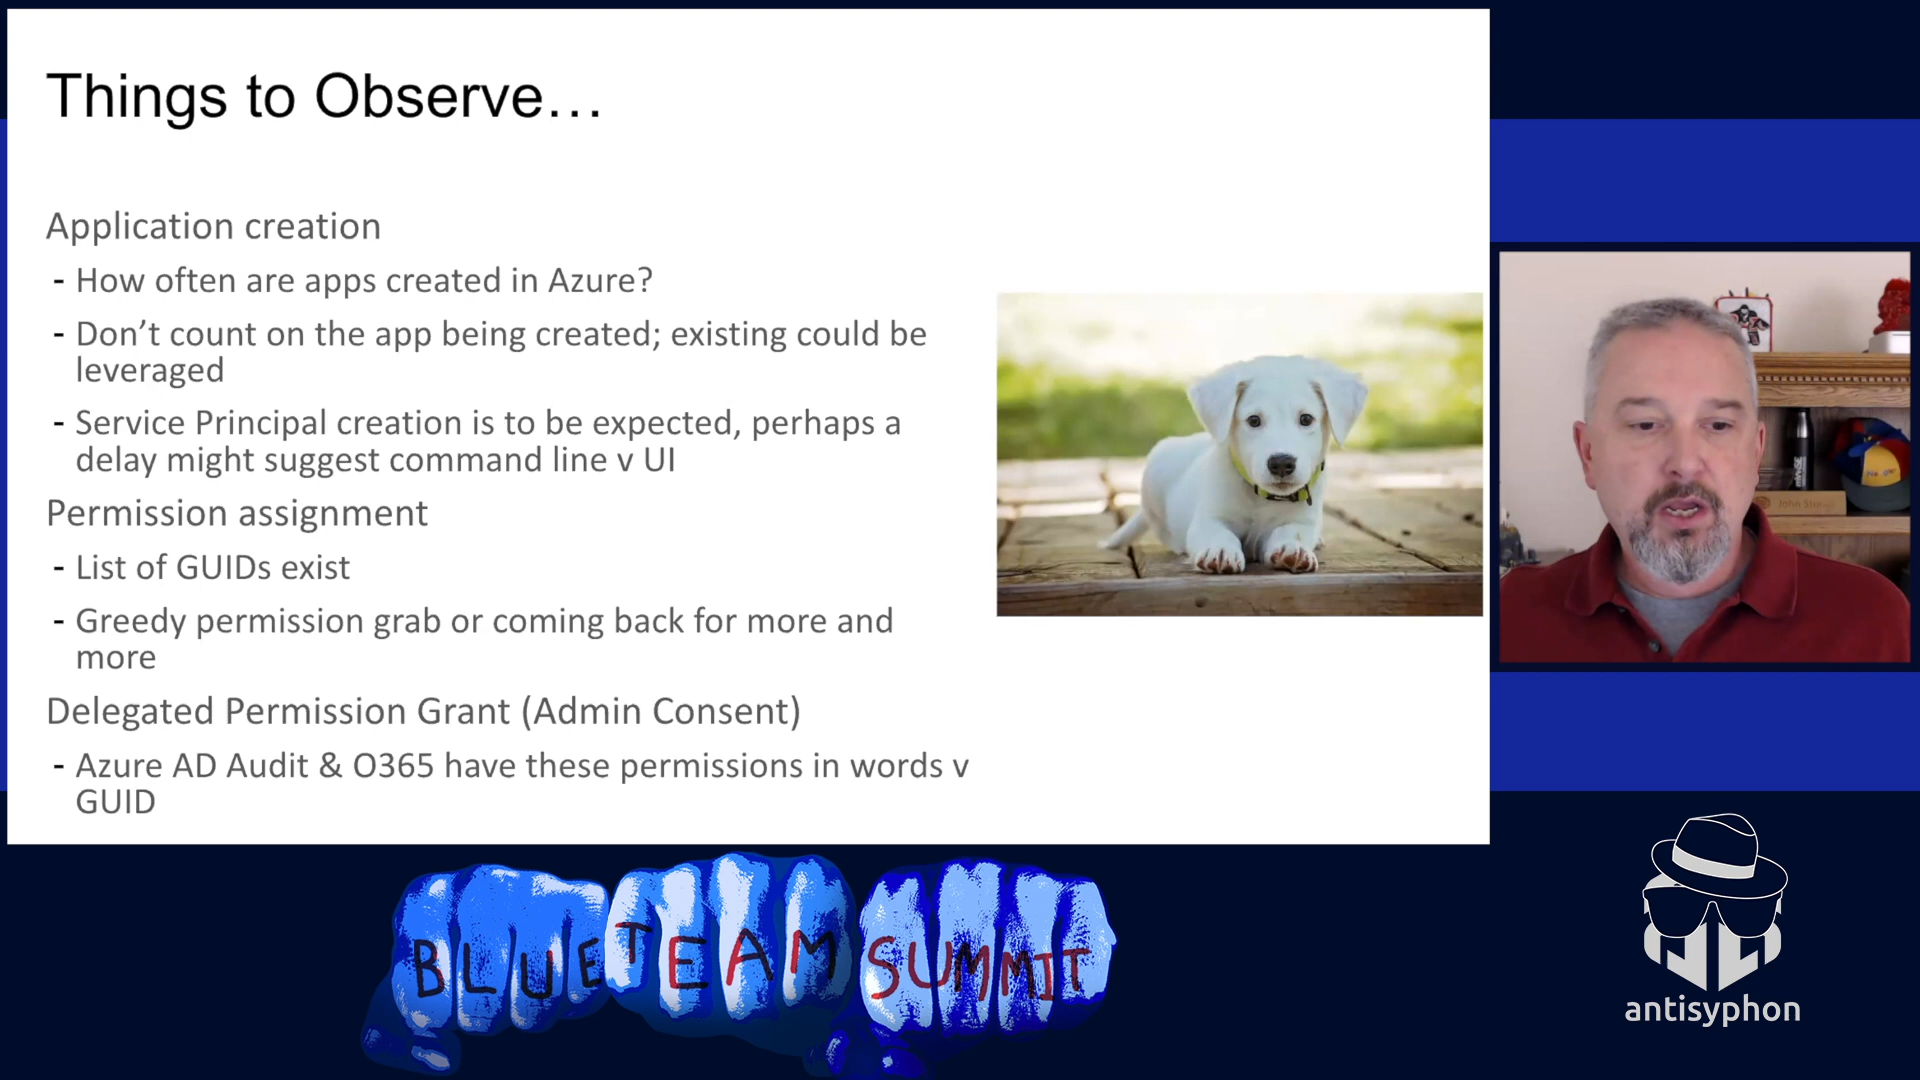 Things to Observe…
Application creation
- How often are apps created in Azure?
- Don’t count on the app being created; existing could be
leveraged
- Service Principal creation is to be expected, perhaps a
delay might suggest command line v UI
Permission assignment
- List of GUIDs exist
- Greedy permission grab or coming back for more and
more
Delegated Permission Grant (Admin Consent)
- Azure AD Audit & O365 have these permissions in words v
GUID
BLUE TEAM SUMMIT
antisyphon